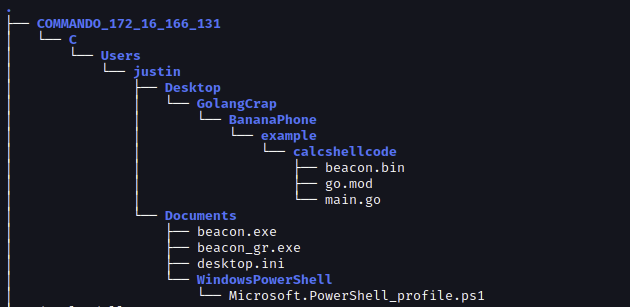 .
├── COMMANDO_172_16_166_131
│   └── C
│       └── Users
│           └── justin
│               ├── Desktop
│               │   └── GolangCrap
│               │       └── BananaPhone
│               │           └── example
│               │               └── calcshellcode
│               │                   ├── beacon.bin
│               │                   ├── go.mod
│               │                   └── main.go
│               └── Documents
│                   ├── beacon.exe
│                   ├── beacon_gr.exe
│                   ├── desktop.ini
│                   └── WindowsPowerShell
│                       └── Microsoft.PowerShell_profile.ps1